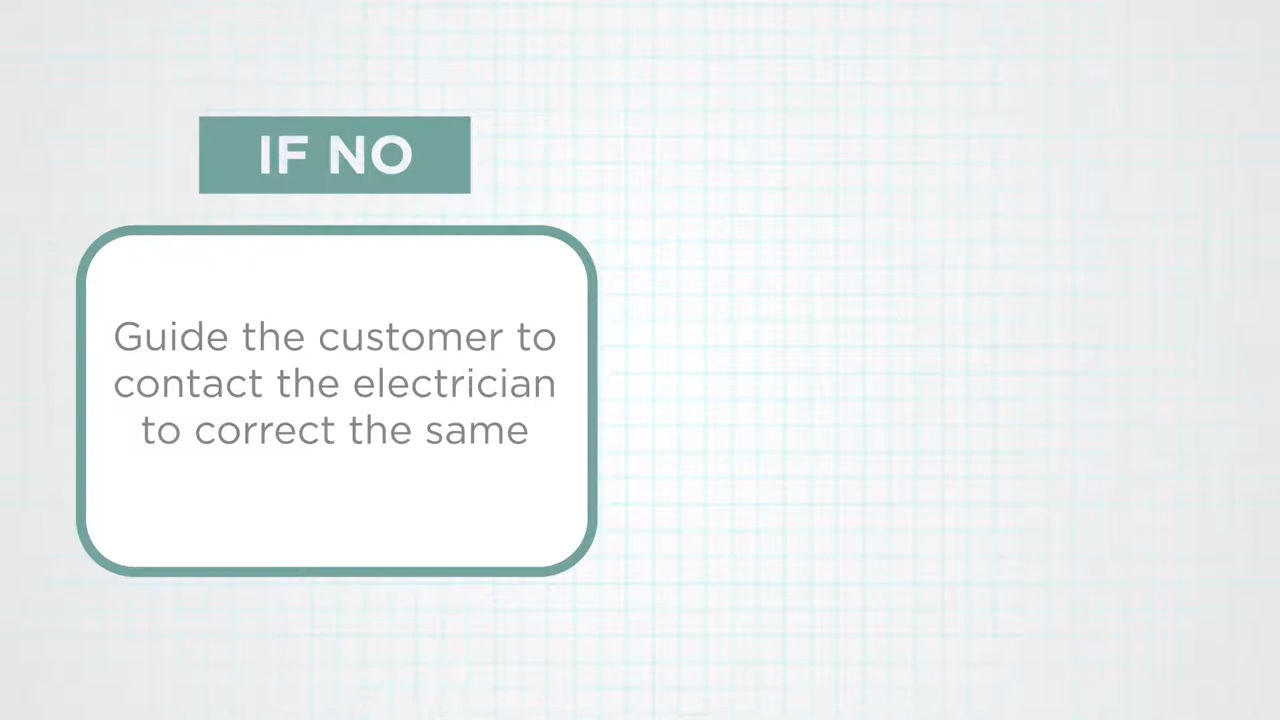 IF NO
Guide the customer to
contact the electrician
to correct the same